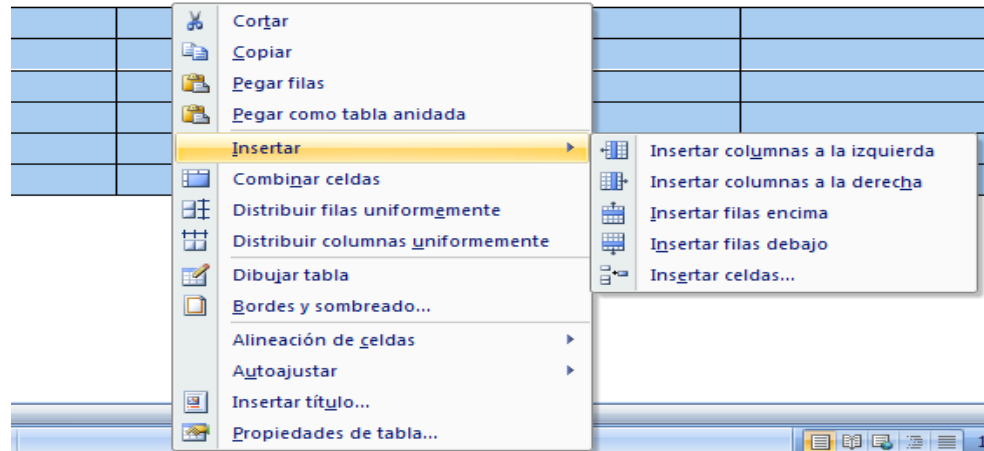 Cortar
Copiar
Pegar filas
Pegar como tabla anidada
Insertar
Combinar celdas
Distribuir filas uniformemente
Distribuir columnas uniformemente
Dibujar tabla
Bordes y sombreado...
Alineación de celdas
Autoajustar
Insertar título...
Propiedades de tabla...
Insertar columnas a la izquierda
Insertar columnas a la derecha
Insertar filas encima
Insertar filas debajo
Insertar celdas...